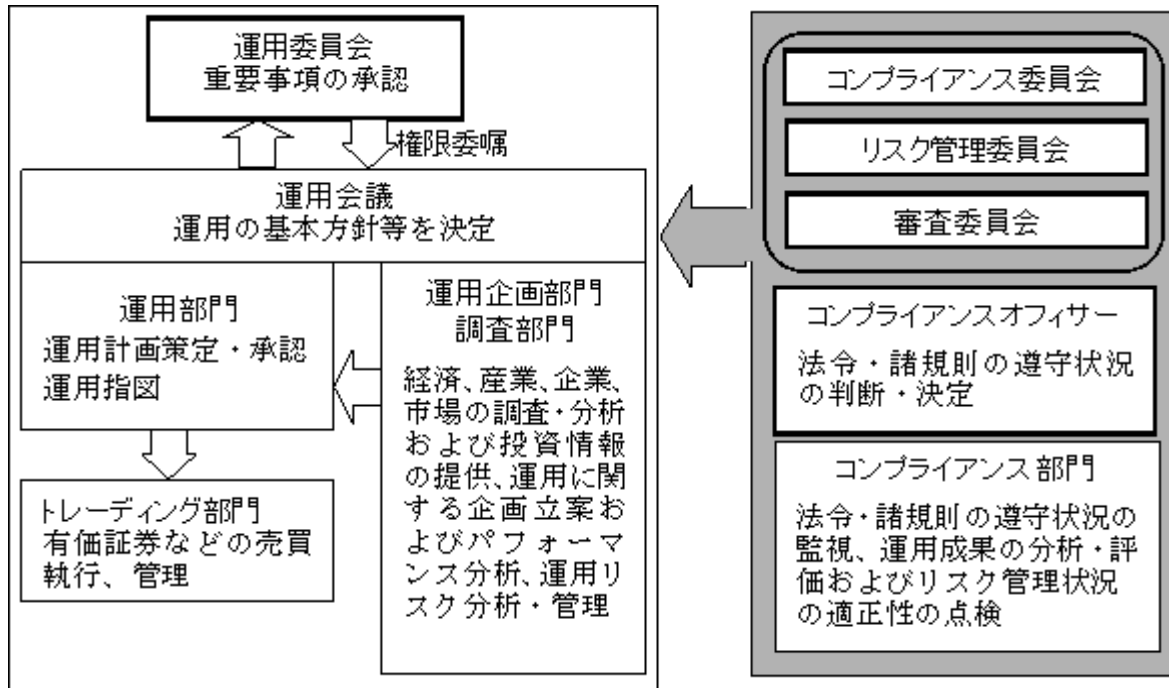 運用委員会
重要事項の承認
権限委嘱
運用会議
運用の基本方針等を決定
運用部門
運用計画策定・承認
運用指図
トレーディング部門
有価証券などの売買
執行、管理
運用企画部門
調査部門
経済、産業、企業、
市場の調査・分析
および投資情報
の提供、運用に関
する企画立案お
よびパフォーマ
ンス分析、運用リ
スク分析・管理
コンプライアンス委員会
リスク管理委員会
審査委員会
コンプライアンスオフィサー
法令・諸規則の遵守状況
の判断・決定
コンプライアンス部門
法令・諸規則の遵守状況の
監視、運用成果の分析・評
価およびリスク管理状況
の適正性の点検